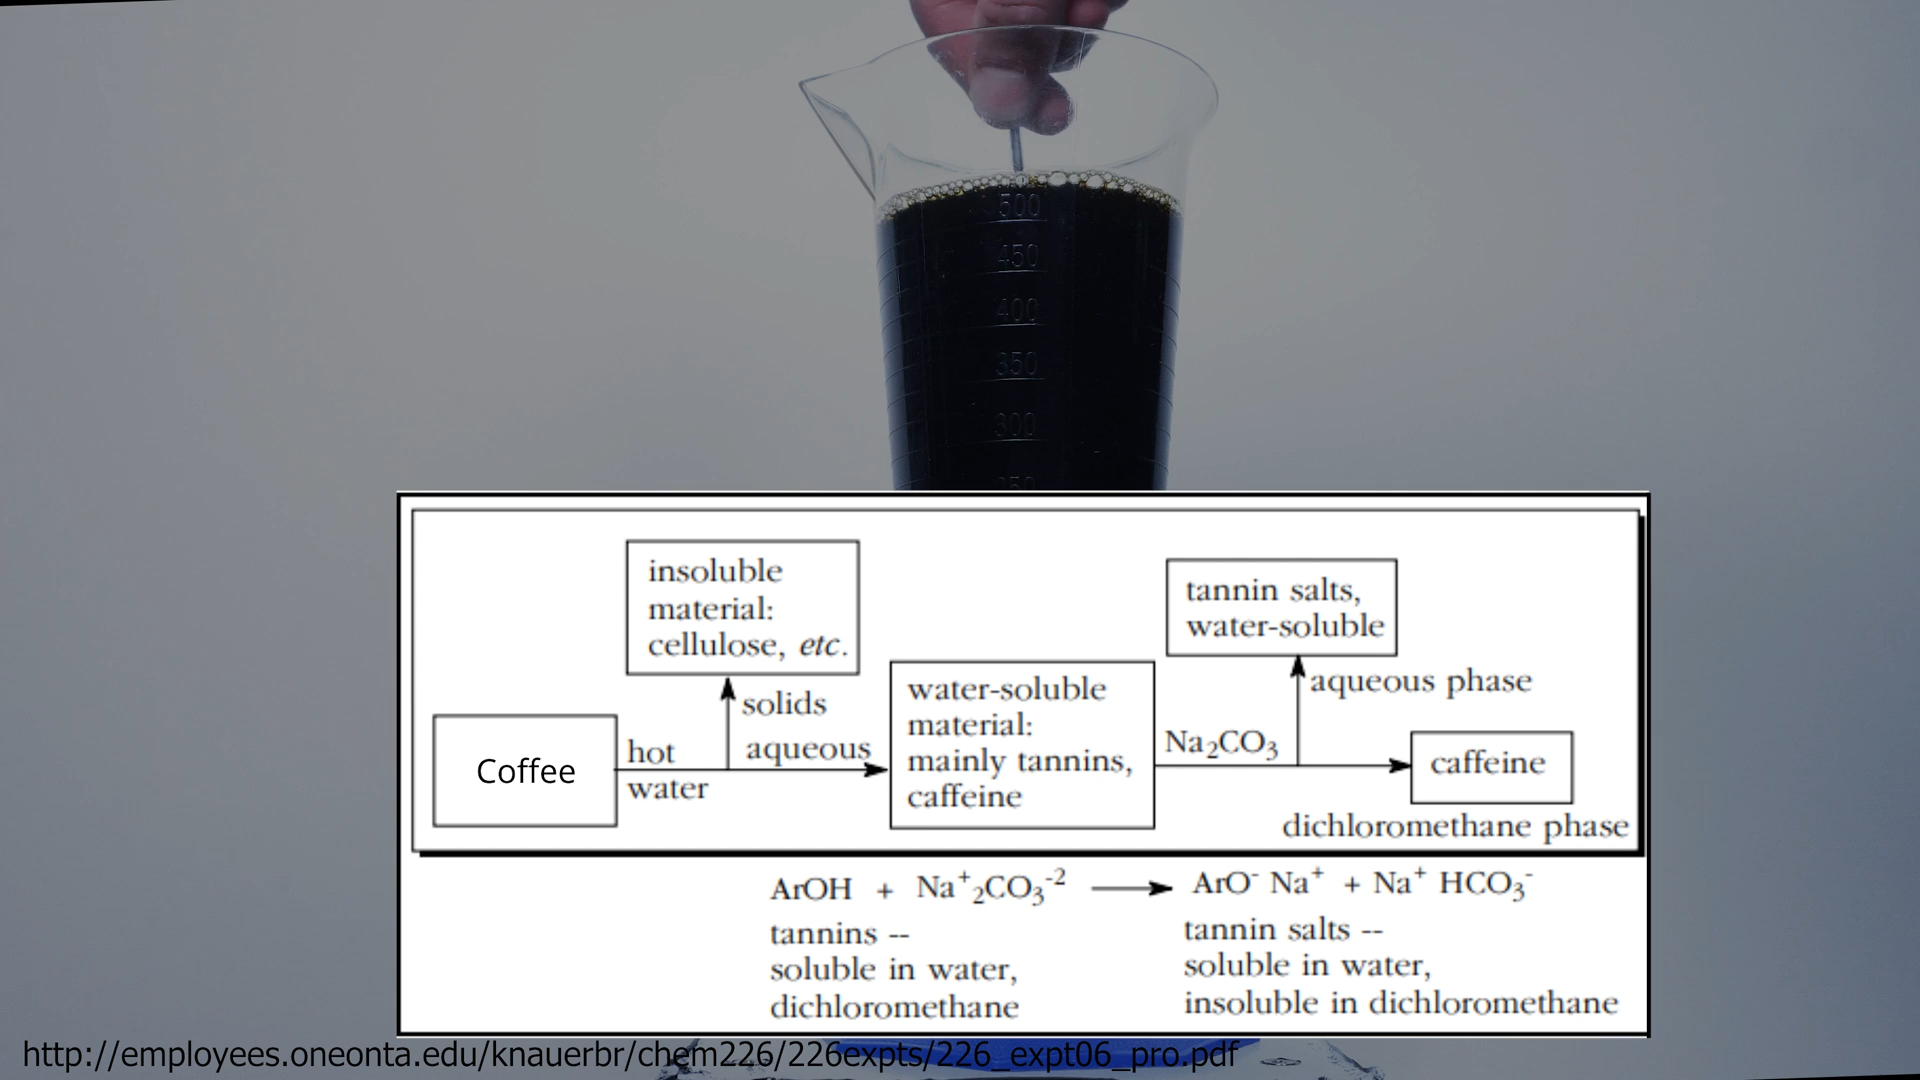 500
450
400
350
300
insoluble
material:
cellulose, etc.
tannin salts,
water-soluble
solids
aqueous phase
water-soluble
material:
mainly tannins,
caffeine
Coffee
hot
water
aqueous
Na₂CO₃
caffeine
dichloromethane phase
ArOH + Na⁺₂CO₃⁻² ⟶ ArO⁻ Na⁺ + Na⁺ HCO₃⁻
tannins --
soluble in water,
dichloromethane
tannin salts --
soluble in water,
insoluble in dichloromethane
http://employees.oneonta.edu/knauerbr/chem226/226expts/226_expt06_pro.pdf